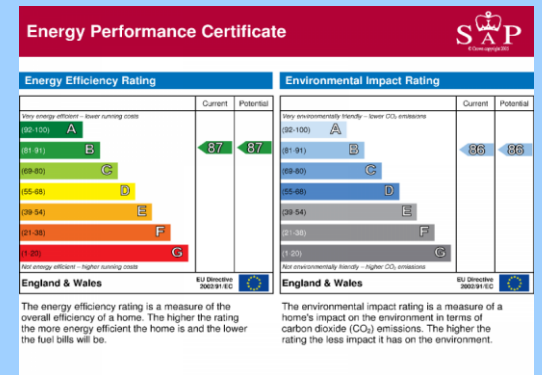 Energy Performance Certificate
SAP
© Crown copyright 2005
Energy Efficiency Rating
Current
Potential
Very energy efficient – lower running costs
(92-100) A
(81-91) B
87
87
(69-80) C
(55-68) D
(39-54) E
(21-38) F
(1-20) G
Not energy efficient – higher running costs
England & Wales
EU Directive
2002/91/EC
The energy efficiency rating is a measure of the
overall efficiency of a home. The higher the rating
the more energy efficient the home is and the lower
the fuel bills will be.
Environmental Impact Rating
Current
Potential
Very environmentally friendly – lower CO₂ emissions
(92-100) A
(81-91) B
86
86
(69-80) C
(55-68) D
(39-54) E
(21-38) F
(1-20) G
Not environmentally friendly – higher CO₂ emissions
England & Wales
EU Directive
2002/91/EC
The environmental impact rating is a measure of a
home's impact on the environment in terms of
carbon dioxide (CO₂) emissions. The higher the
rating the less impact it has on the environment.